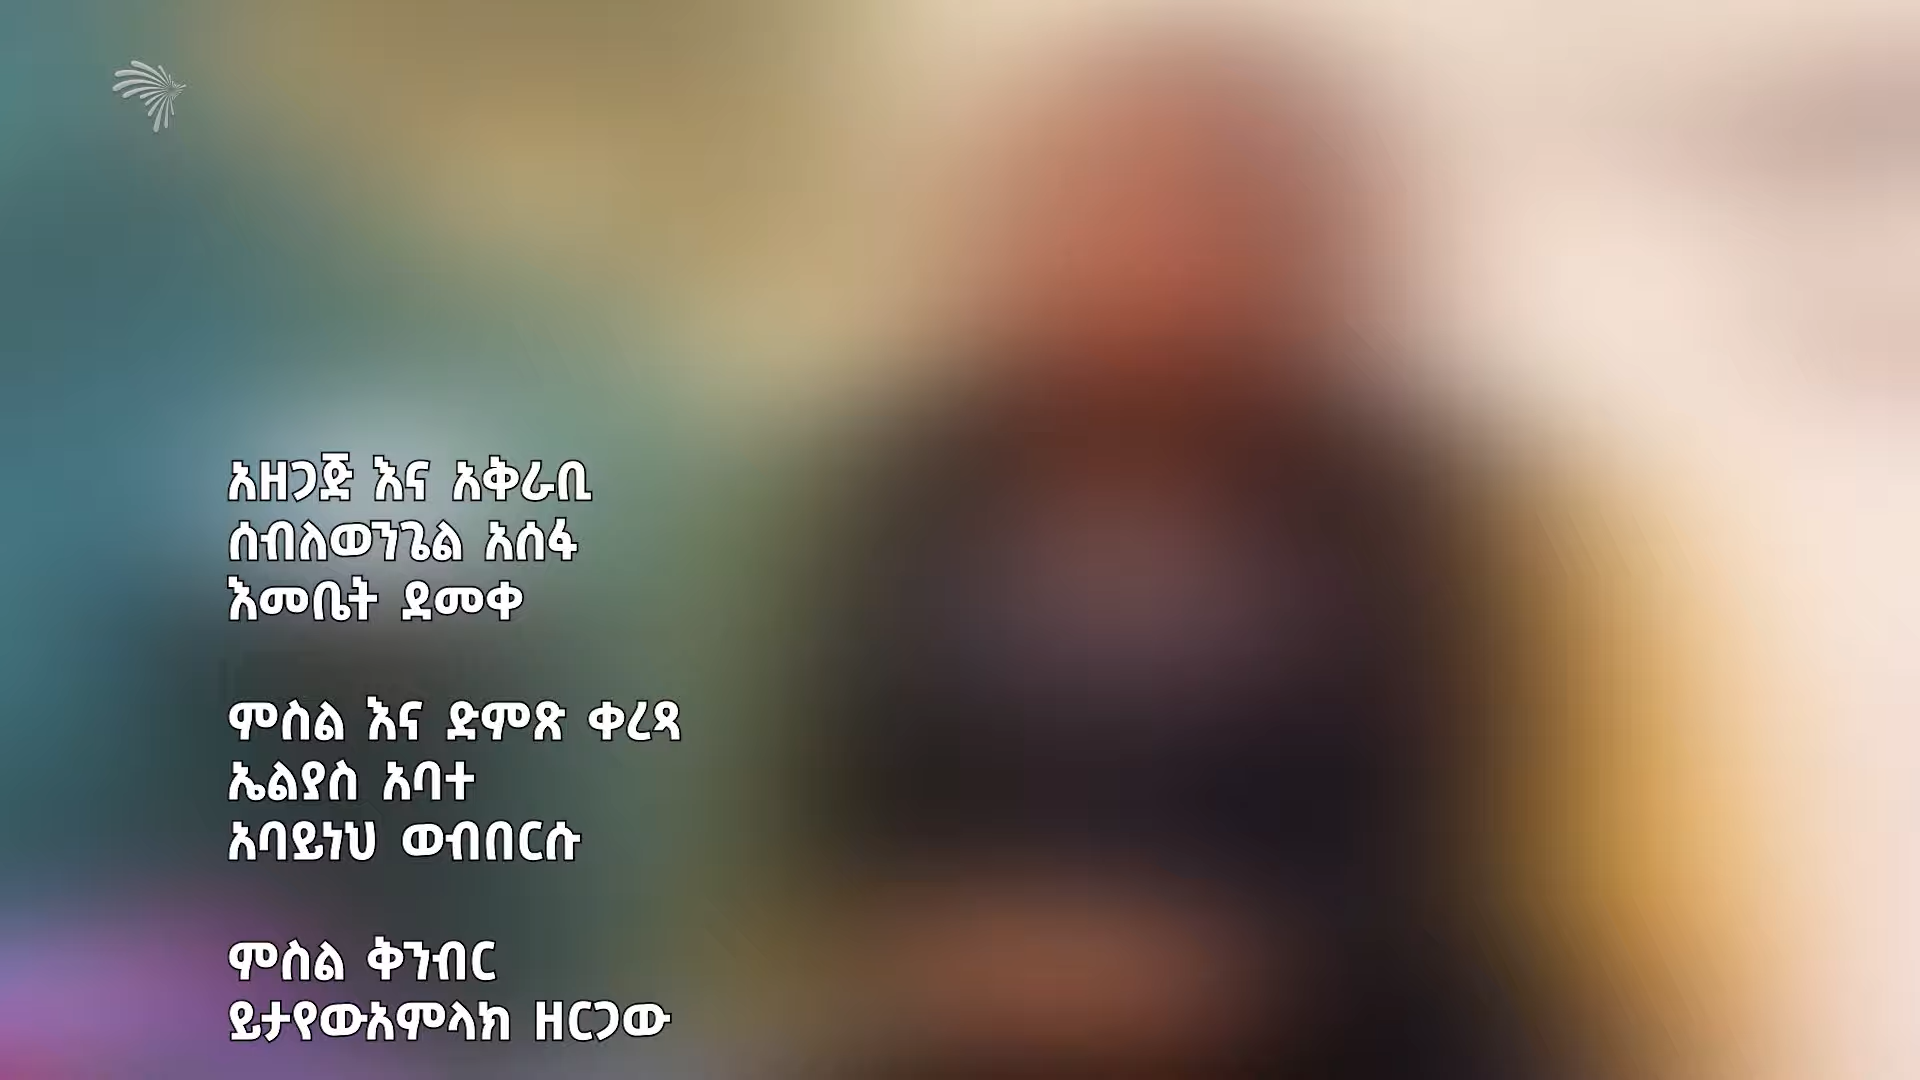 አዘጋጅ እና አቅራቢ
ሰብለወንጌል አሰፋ
እመቤት ደመቀ
ምስል እና ድምጽ ቀረጻ
ኤልያስ አባተ
አባይነህ ወብበርሱ
ምስል ቅንብር
ይታየውአምላክ ዘርጋው